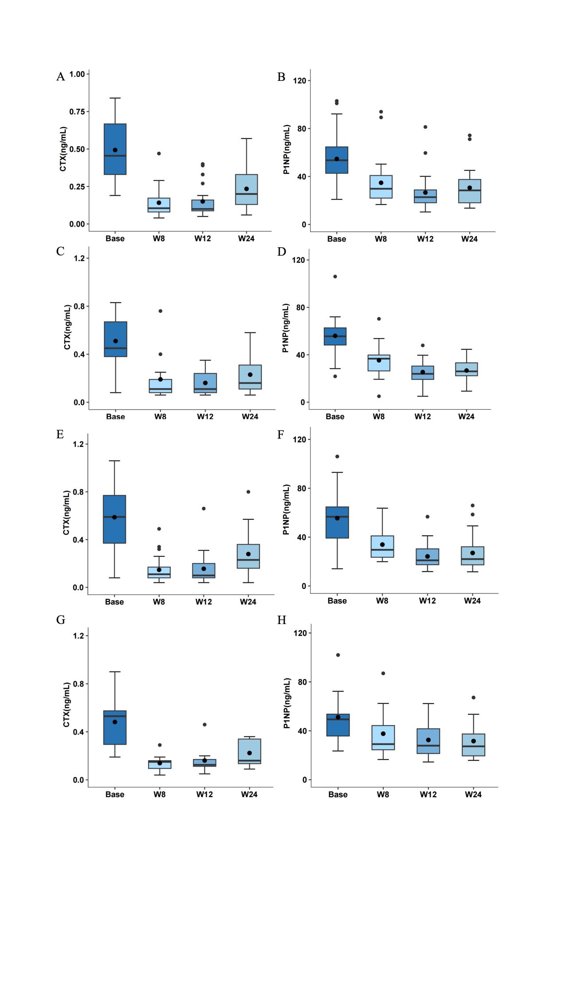 A
CTX(ng/mL)
1.00
0.75
0.50
0.25
0.00
Base W8 W12 W24
B
P1NP(ng/mL)
120
80
40
0
Base W8 W12 W24
C
CTX(ng/mL)
1.2
0.8
0.4
0.0
Base W8 W12 W24
D
P1NP(ng/mL)
120
80
40
0
Base W8 W12 W24
E
CTX(ng/mL)
1.2
0.8
0.4
0.0
Base W8 W12 W24
F
P1NP(ng/mL)
120
80
40
0
Base W8 W12 W24
G
CTX(ng/mL)
1.2
0.8
0.4
0.0
Base W8 W12 W24
H
P1NP(ng/mL)
120
80
40
0
Base W8 W12 W24